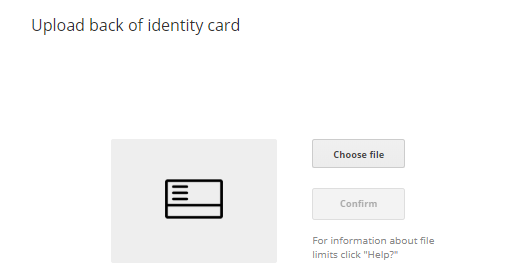 Upload back of identity card
Choose file
Confirm
For information about file
limits click "Help?"